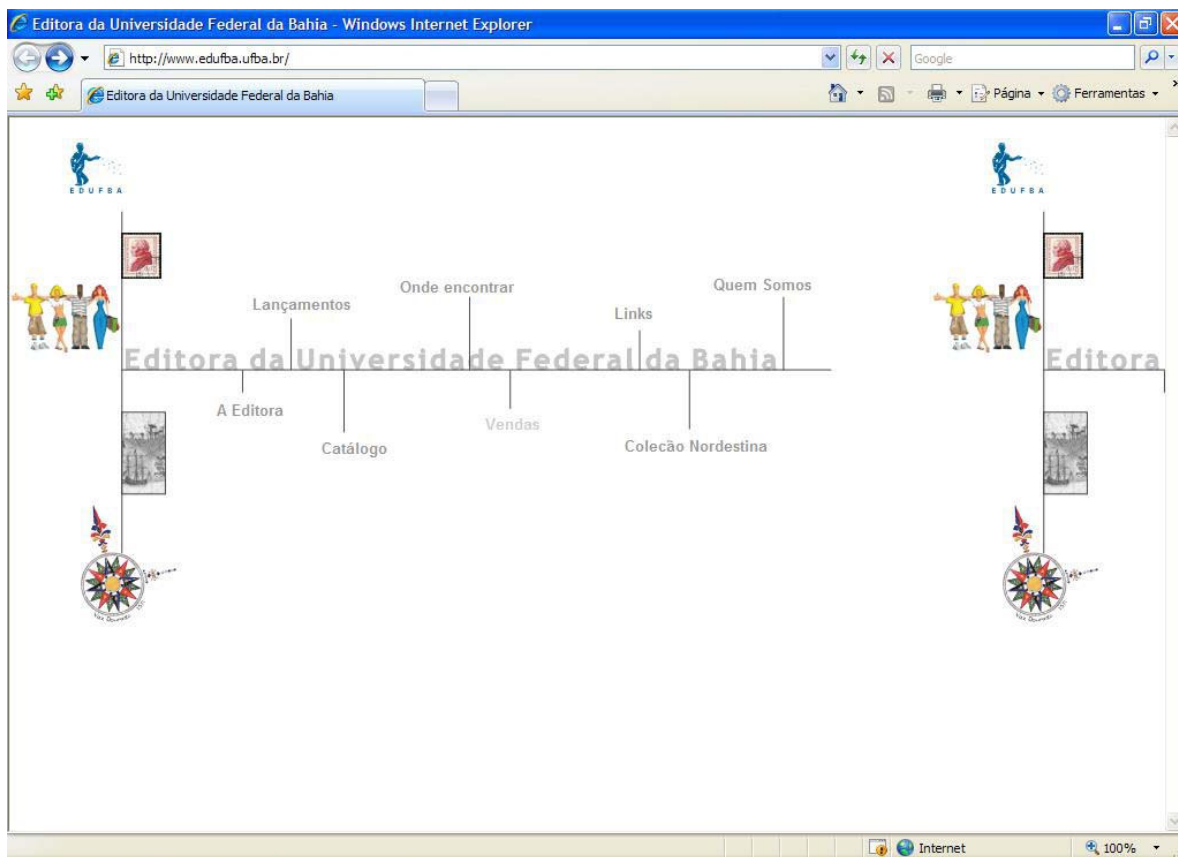 Editora da Universidade Federal da Bahia - Windows Internet Explorer
http://www.edufba.ufba.br/
Google
Editora da Universidade Federal da Bahia
Página
Ferramentas
EDUFBA
EDUFBA
Lançamentos
Onde encontrar
Links
Quem Somos
Editora da Universidade Federal da Bahia
Editora
A Editora
Catálogo
Vendas
Colecão Nordestina
Internet
100%